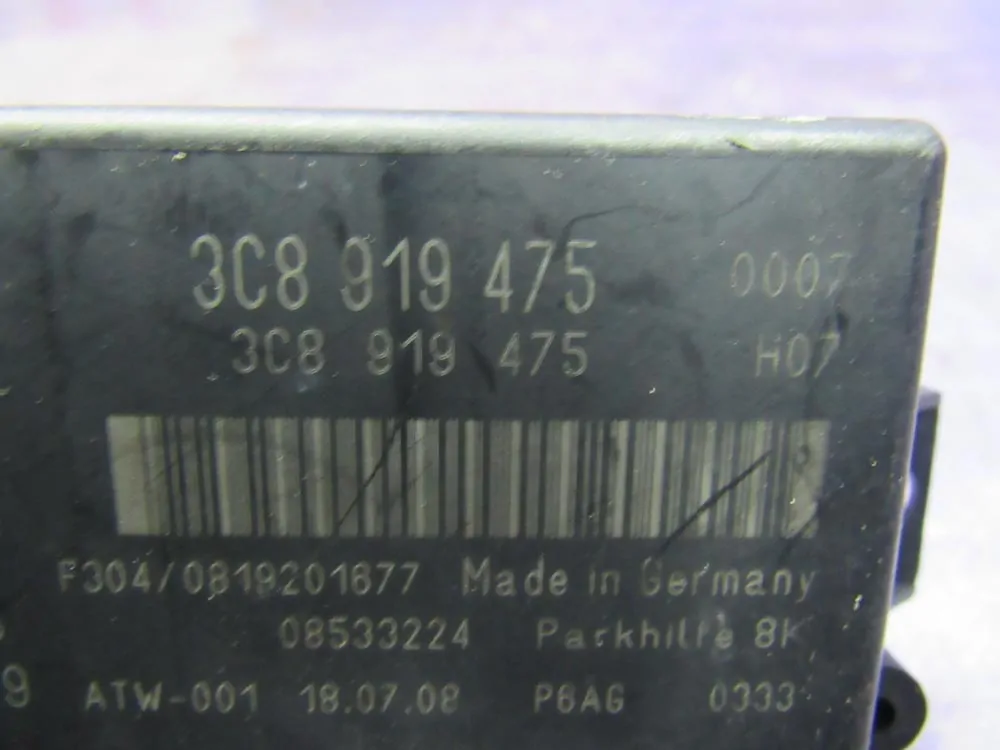 3C8 919 475 0007
3C8 919 475 H07
F304/0819201677 Made in Germany
08533224 Parkhilfe 8K
9 ATW-001 18.07.08 P6AG 0333